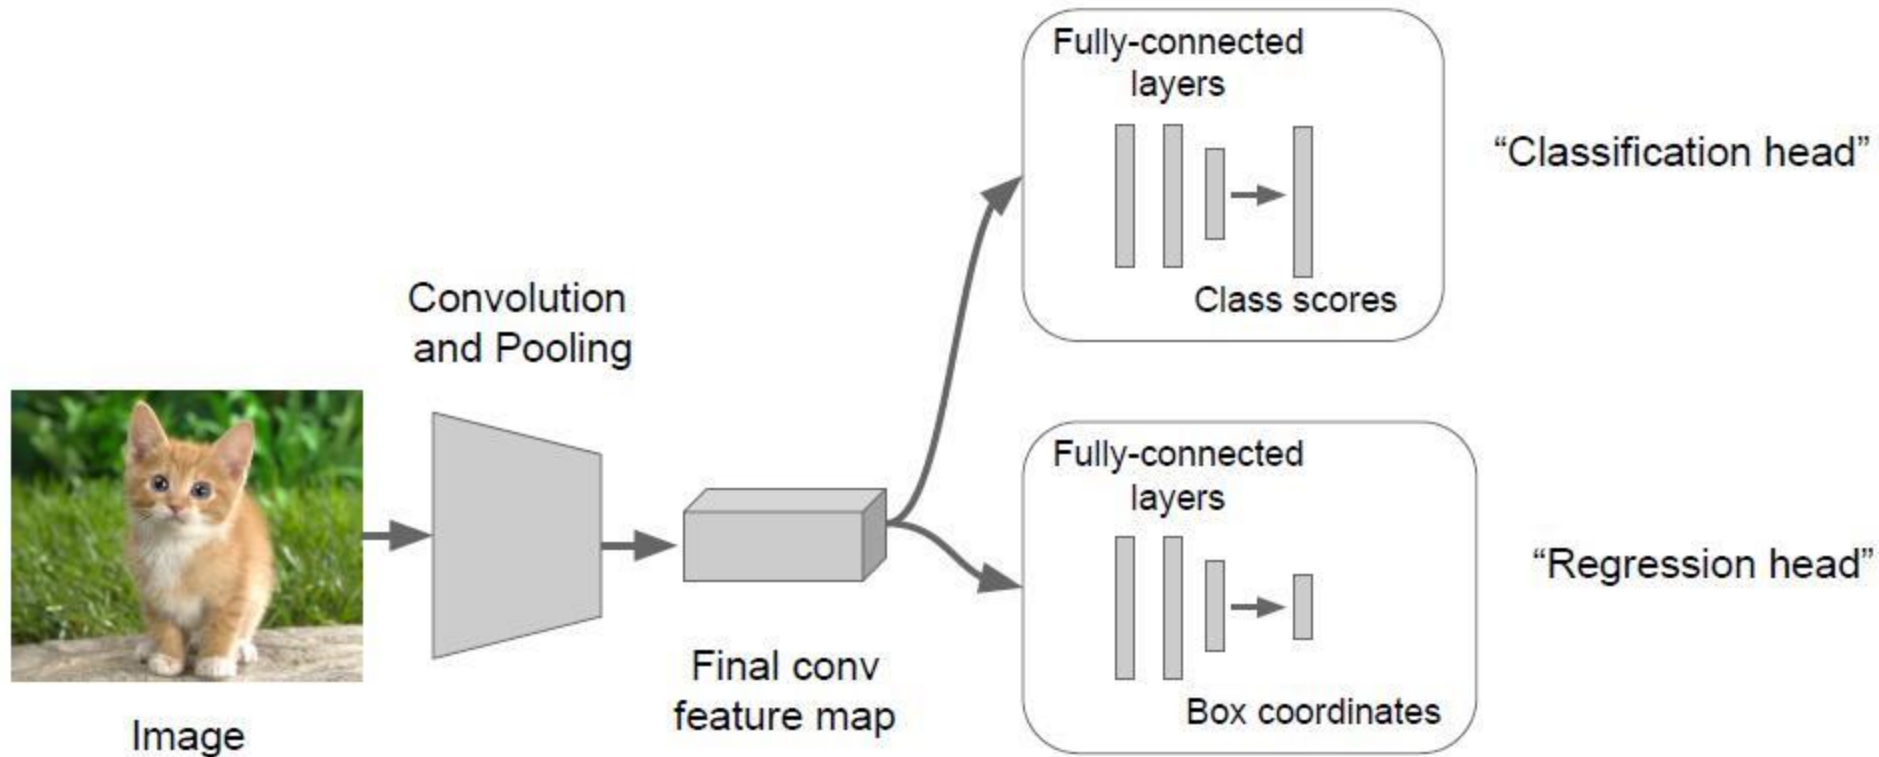 Fully-connected
layers
Class scores
“Classification head”
Convolution
and Pooling
Image
Final conv
feature map
Fully-connected
layers
Box coordinates
“Regression head”